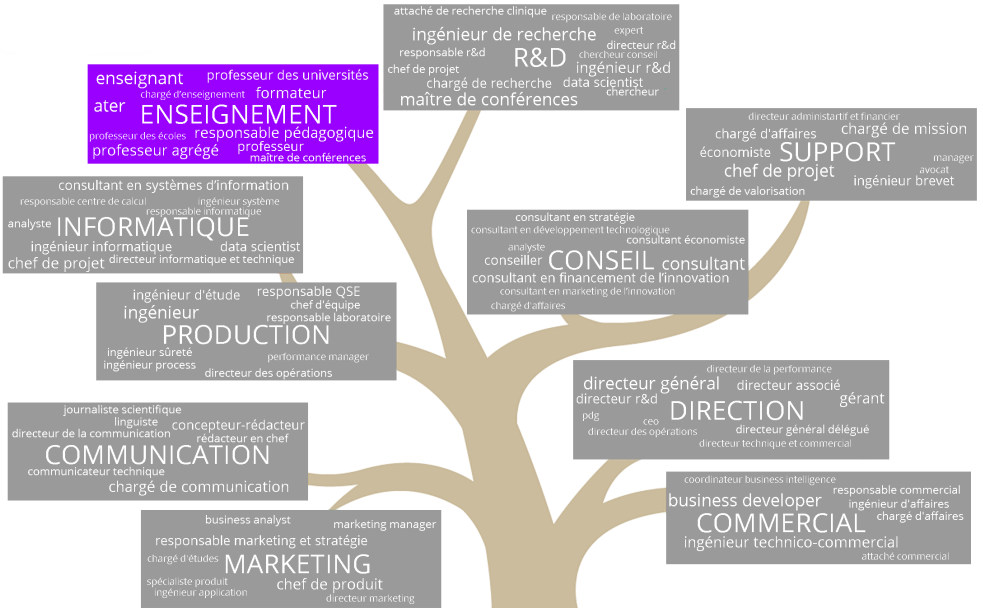 attaché de recherche clinique
responsable de laboratoire
expert
ingénieur de recherche
directeur r&d
responsable r&d
R&D
chercheur conseil
chef de projet
ingénieur r&d
chargé de recherche
data scientist
chercheur
maître de conférences
enseignant
professeur des universités
chargé d'enseignement
formateur
ater
ENSEIGNEMENT
professeur des écoles
responsable pédagogique
professeur agrégé
professeur
maître de conférences
directeur administartif et financier
chargé d'affaires
chargé de mission
économiste
SUPPORT
manager
chef de projet
avocat
ingénieur brevet
chargé de valorisation
consultant en systèmes d'information
responsable centre de calcul
ingénieur système
responsable informatique
analyste
INFORMATIQUE
ingénieur informatique
data scientist
chef de projet
directeur informatique et technique
consultant en stratégie
consultant en développement technologique
consultant économiste
analyste
conseiller
CONSEIL
consultant
consultant en financement de l'innovation
consultant en marketing de l'innovation
chargé d'affaires
ingénieur d'étude
responsable QSE
chef d'équipe
ingénieur
responsable laboratoire
PRODUCTION
ingénieur sûreté
performance manager
ingénieur process
directeur des opérations
directeur de la performance
directeur général
directeur associé
directeur r&d
gérant
pdg
DIRECTION
ceo
directeur des opérations
directeur général délégué
directeur technique et commercial
journaliste scientifique
linguiste
concepteur-rédacteur
directeur de la communication
rédacteur en chef
COMMUNICATION
communicateur technique
chargé de communication
coordinateur business intelligence
responsable commercial
business developer
ingénieur d'affaires
chargé d'affaires
COMMERCIAL
ingénieur technico-commercial
attaché commercial
business analyst
marketing manager
responsable marketing et stratégie
chargé d'études
MARKETING
spécialiste produit
chef de produit
ingénieur application
directeur marketing